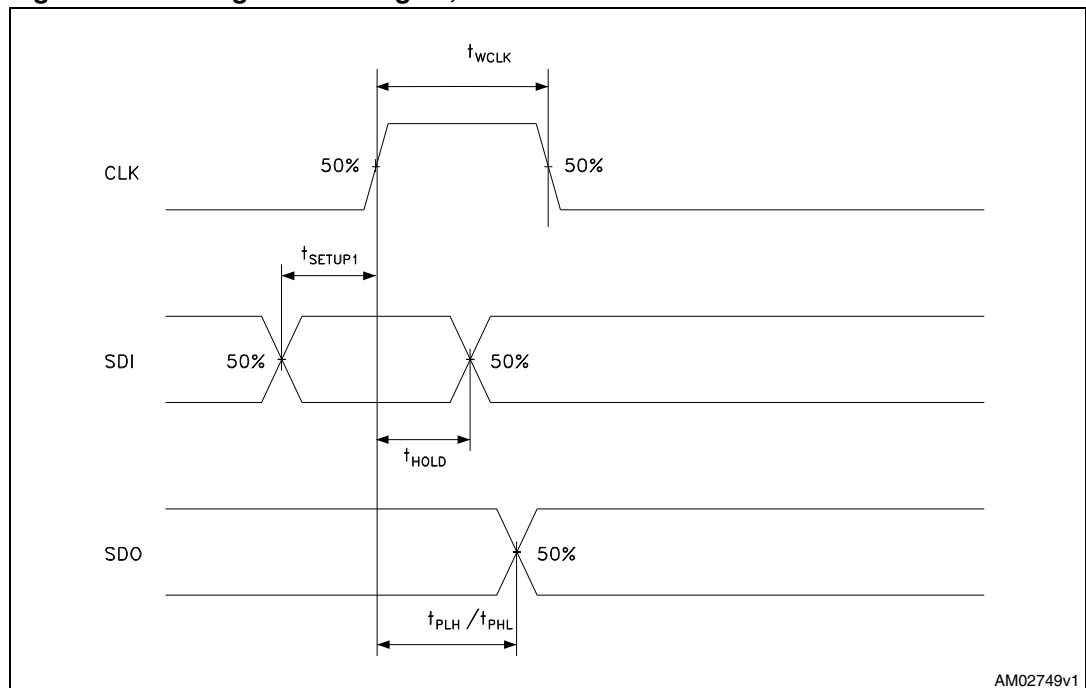 t_WCLK
50%
50%
CLK
t_SETUP1
SDI
50%
50%
t_HOLD
SDO
50%
t_PLH /t_PHL
AM02749v1